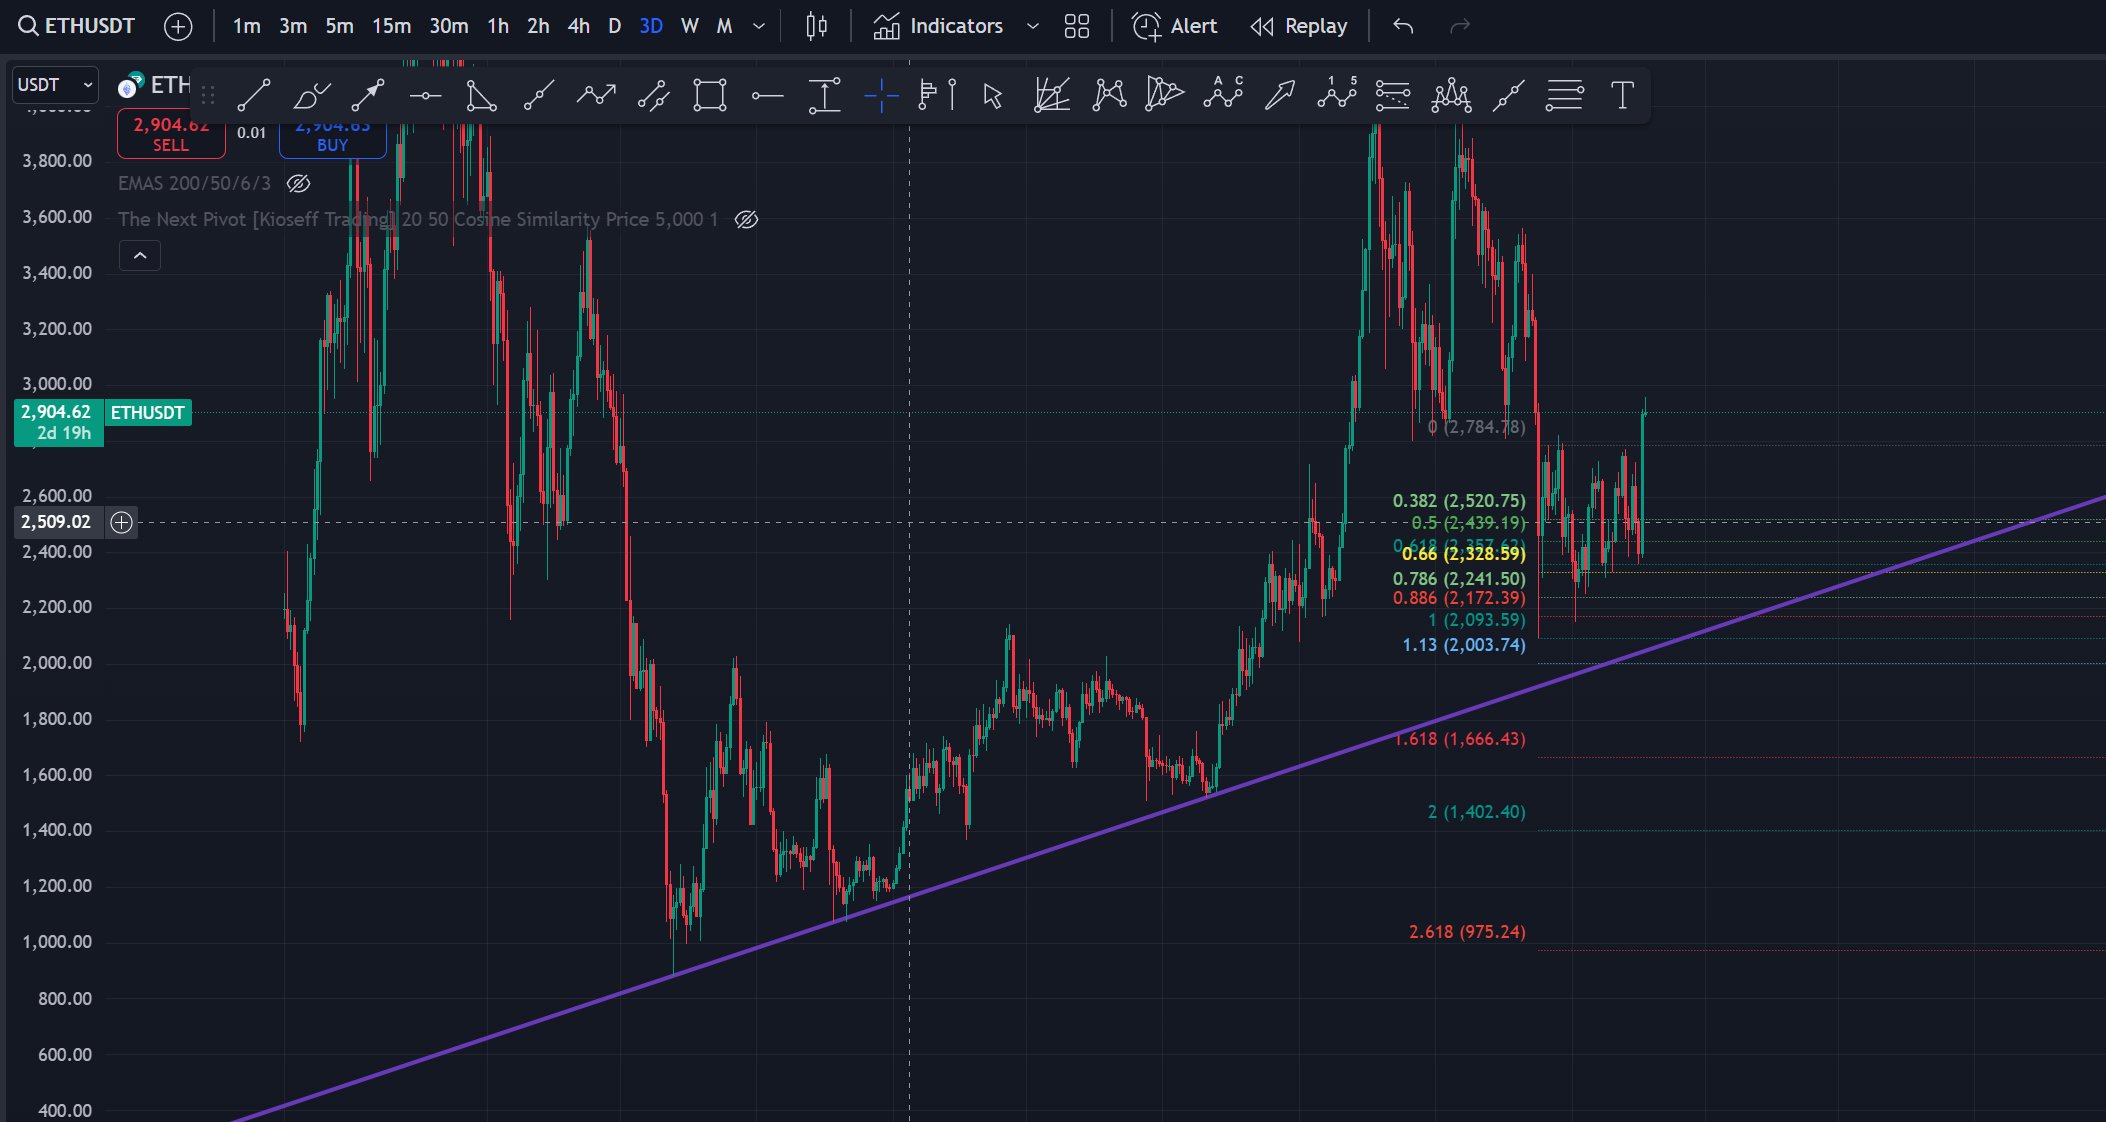 ETHUSDT 1m 3m 5m 15m 30m 1h 2h 4h D 3D W M Indicators Alert Replay
USDT
ETH
2,904.62 SELL
0.01
2,904.63 BUY
EMAS 200/50/6/3
The Next Pivot [Kioseff Trading] 20 50 Cosine Similarity Price 5,000 1
3,800.00
3,600.00
3,400.00
3,200.00
3,000.00
2,904.62 ETHUSDT
2d 19h
2,600.00
2,509.02
2,400.00
2,200.00
2,000.00
1,800.00
1,600.00
1,400.00
1,200.00
1,000.00
800.00
600.00
400.00
0 (2,784.78)
0.382 (2,520.75)
0.5 (2,439.19)
0.618 (2,357.62)
0.66 (2,328.59)
0.786 (2,241.50)
0.886 (2,172.39)
1 (2,093.59)
1.13 (2,003.74)
1.618 (1,666.43)
2 (1,402.40)
2.618 (975.24)
A C
1 5
T